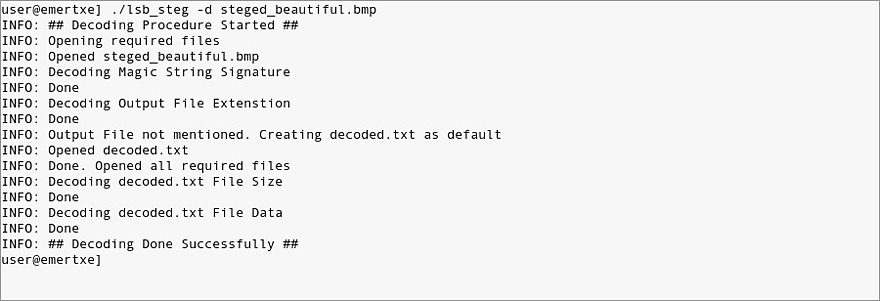 user@emertxe] ./lsb_steg -d steged_beautiful.bmp
INFO: ## Decoding Procedure Started ##
INFO: Opening required files
INFO: Opened steged_beautiful.bmp
INFO: Decoding Magic String Signature
INFO: Done
INFO: Decoding Output File Extenstion
INFO: Done
INFO: Output File not mentioned. Creating decoded.txt as default
INFO: Opened decoded.txt
INFO: Done. Opened all required files
INFO: Decoding decoded.txt File Size
INFO: Done
INFO: Decoding decoded.txt File Data
INFO: Done
INFO: ## Decoding Done Successfully ##
user@emertxe]